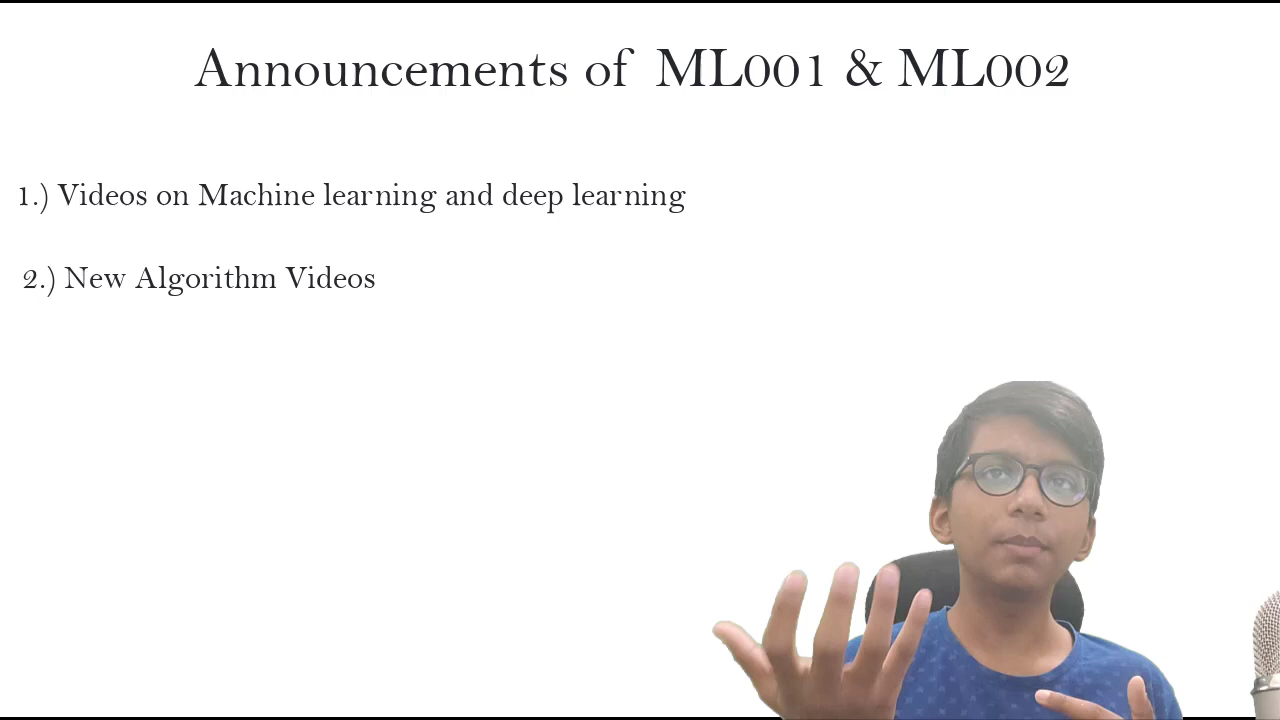 Announcements of ML001 & ML002
1.) Videos on Machine learning and deep learning
2.) New Algorithm Videos